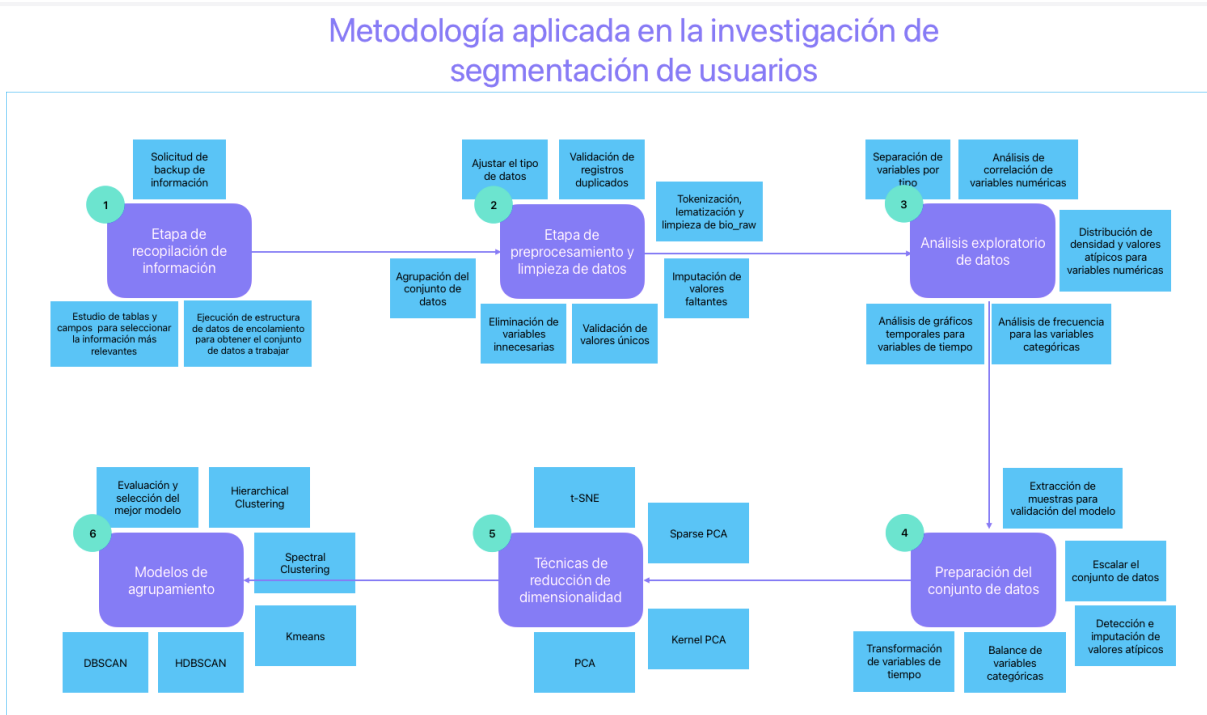 Metodología aplicada en la investigación de
segmentación de usuarios
Solicitud de
backup de
información
1
Etapa de
recopilación de
información
Estudio de tablas y
campos para seleccionar
la información más
relevantes
Ejecución de estructura
de datos de encolamiento
para obtener el conjunto
de datos a trabajar
Ajustar el tipo
de datos
Validación de
registros
duplicados
Tokenización,
lematización y
limpieza de bio_raw
2
Etapa de
preprocesamiento y
limpieza de datos
Agrupación del
conjunto de
datos
Eliminación de
variables
innecesarias
Validación de
valores únicos
Imputación de
valores
faltantes
Separación de
variables por
tipo
Análisis de
correlación de
variables numéricas
3
Análisis exploratorio
de datos
Distribución de
densidad y valores
atípicos para
variables numéricas
Análisis de gráficos
temporales para
variables de tiempo
Análisis de frecuencia
para las variables
categóricas
Extracción de
muestras para
validación del modelo
4
Preparación del
conjunto de datos
Escalar el
conjunto de datos
Detección e
imputación de
valores atípicos
Transformación
de variables de
tiempo
Balance de
variables
categóricas
t-SNE
Sparse PCA
5
Técnicas de
reducción de
dimensionalidad
Kernel PCA
PCA
Evaluación y
selección del
mejor modelo
Hierarchical
Clustering
6
Modelos de
agrupamiento
Spectral
Clustering
Kmeans
DBSCAN
HDBSCAN